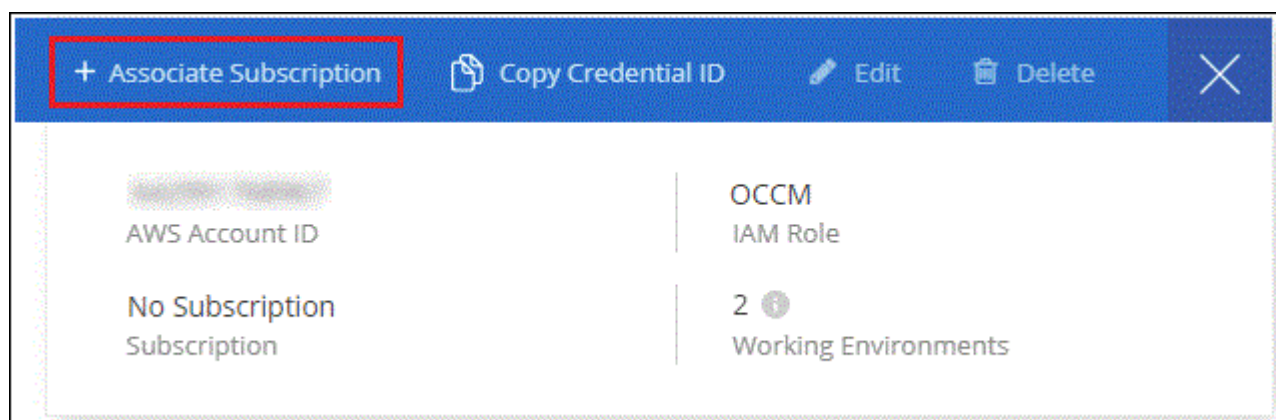 + Associate Subscription Copy Credential ID Edit Delete
OCCM
AWS Account ID IAM Role
No Subscription 2
Subscription Working Environments